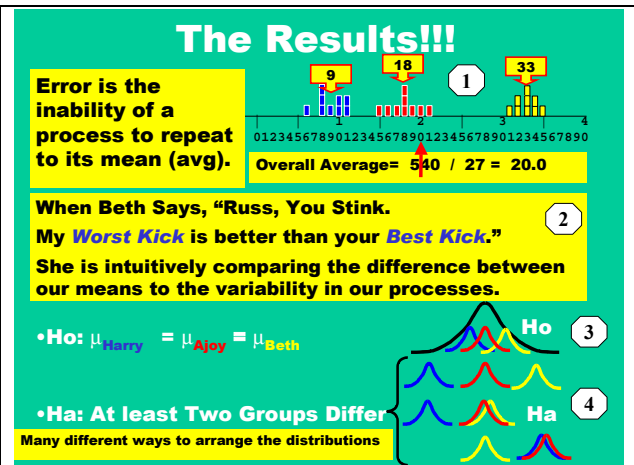 The Results!!!
Error is the
inability of a
process to repeat
to its mean (avg).
9
18
33
1
1 2 3 4
01234567890123456789012345678901234567890
Overall Average= 540 / 27 = 20.0
When Beth Says, “Russ, You Stink.
My Worst Kick is better than your Best Kick.”
She is intuitively comparing the difference between
our means to the variability in our processes.
2
•Ho: μHarry = μAjoy = μBeth
Ho
3
•Ha: At least Two Groups Differ
Ha
4
Many different ways to arrange the distributions